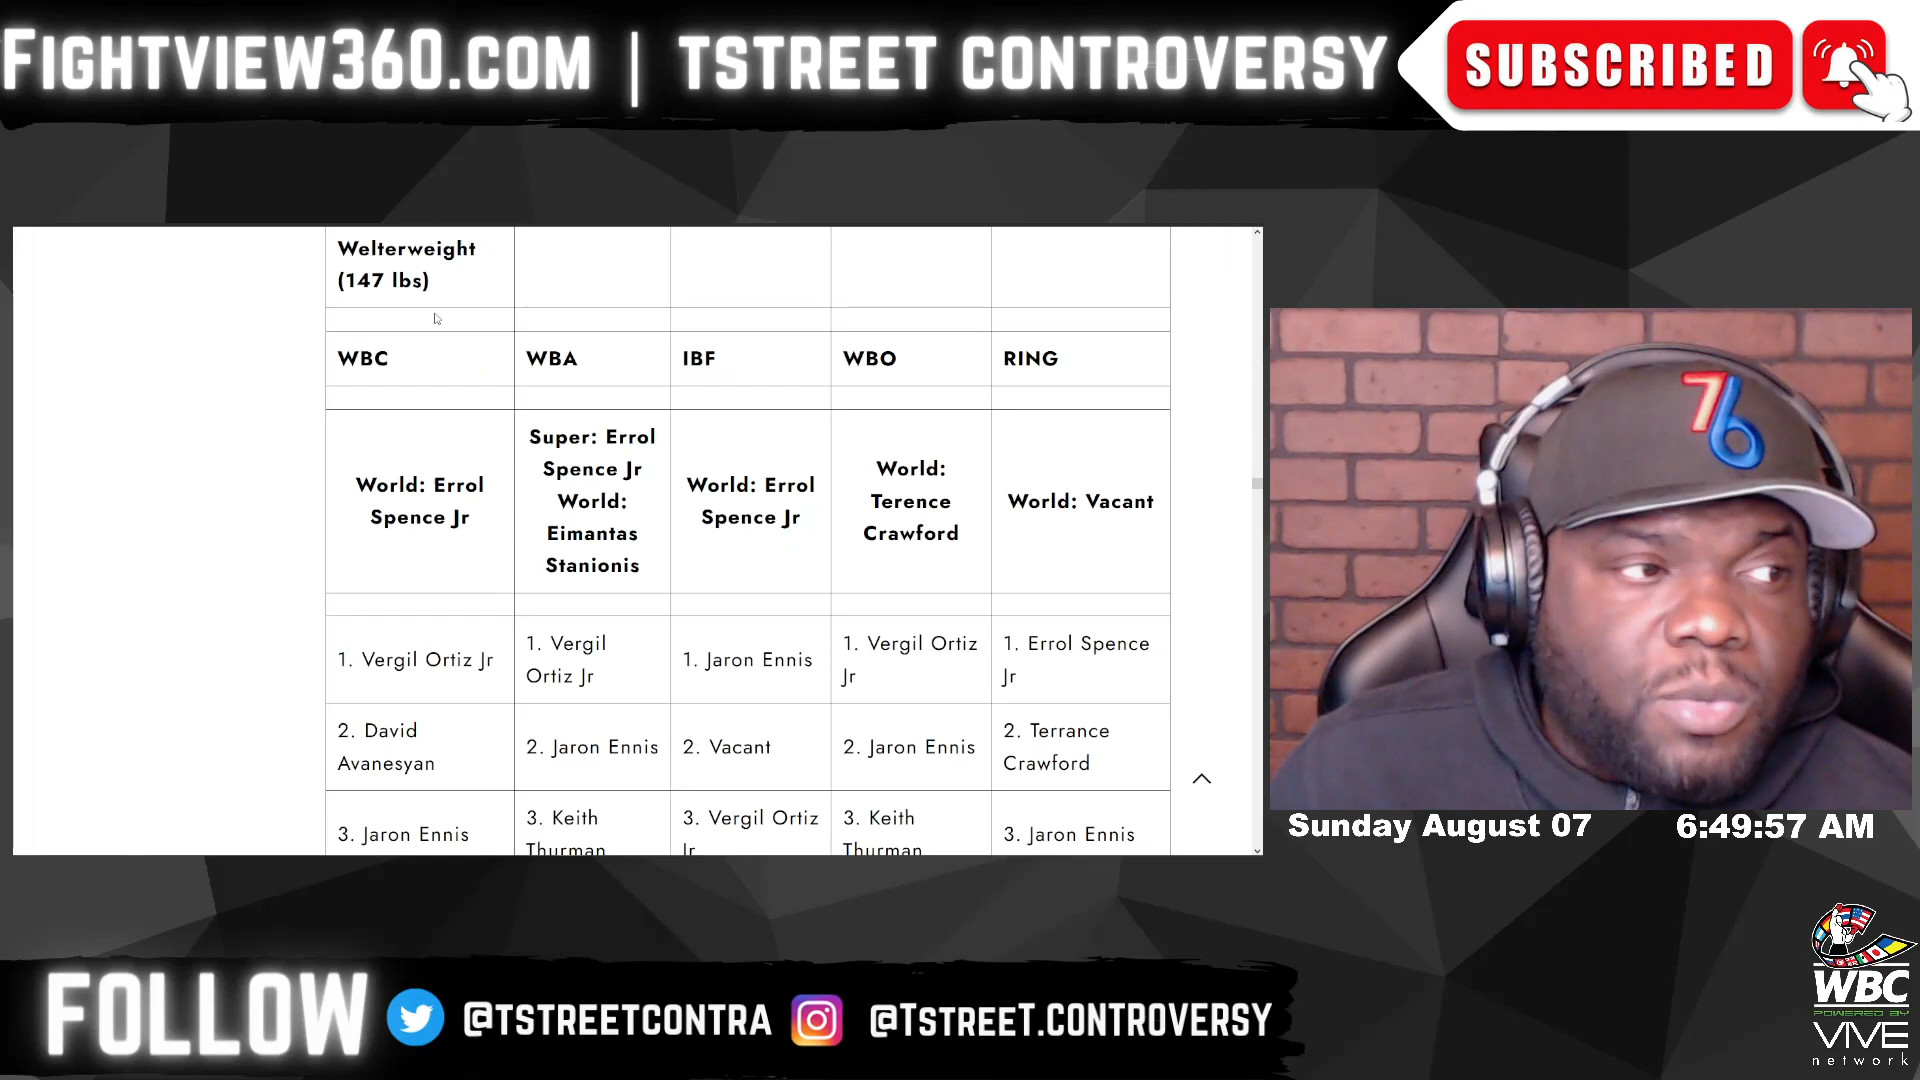 FIGHTVIEW360.COM | TSTREET CONTROVERSY
SUBSCRIBED
Welterweight
(147 lbs)
WBC WBA IBF WBO RING
World: Errol
Spence Jr
Super: Errol
Spence Jr
World:
Eimantas
Stanionis
World: Errol
Spence Jr
World:
Terence
Crawford
World: Vacant
1. Vergil Ortiz Jr
1. Vergil
Ortiz Jr
1. Jaron Ennis
1. Vergil Ortiz
Jr
1. Errol Spence
Jr
2. David
Avanesyan
2. Jaron Ennis
2. Vacant
2. Jaron Ennis
2. Terrance
Crawford
3. Jaron Ennis
3. Keith
Thurman
3. Vergil Ortiz
Jr
3. Keith
Thurman
3. Jaron Ennis
76
Sunday August 07 6:49:57 AM
FOLLOW @TSTREETCONTRA @TSTREET.CONTROVERSY
WBC
POWERED BY
VIVE
network